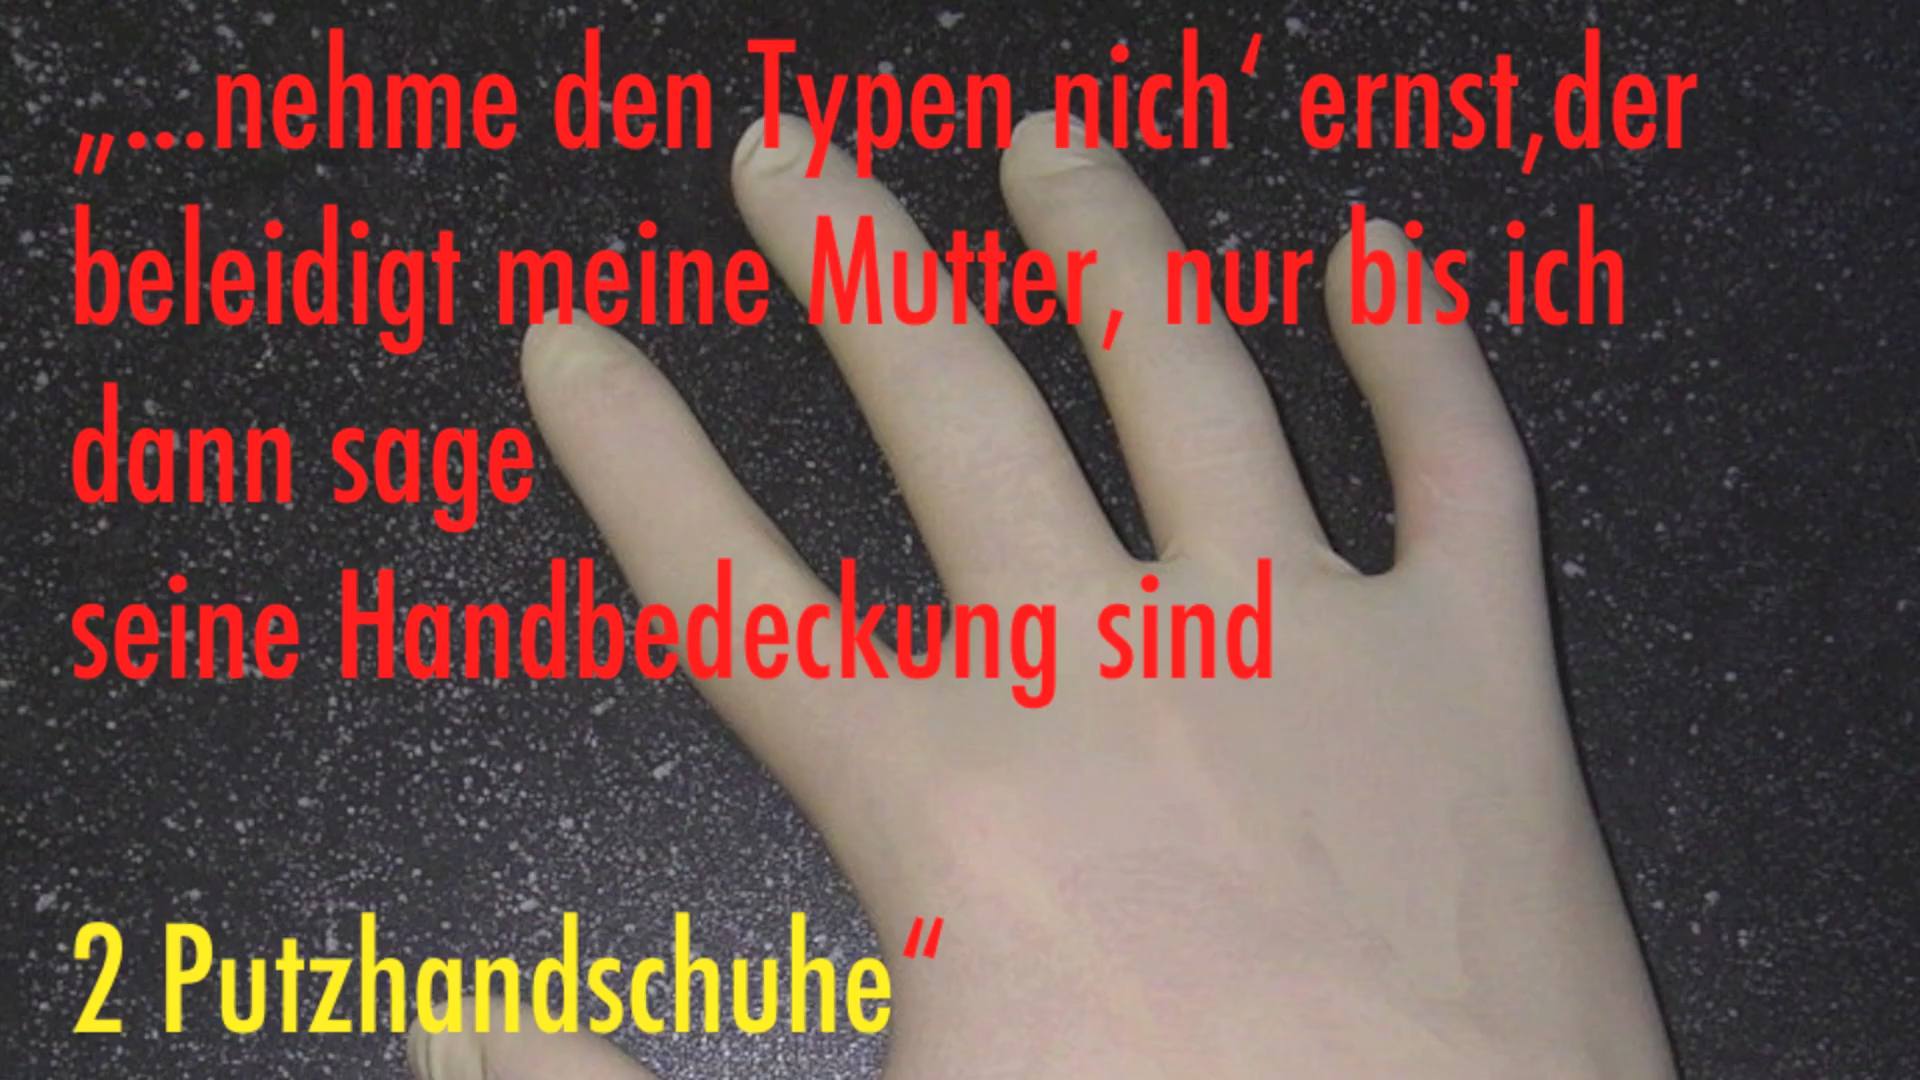 „...nehme den Typen nich‘ ernst,der
beleidigt meine Mutter, nur bis ich
dann sage
seine Handbedeckung sind
2 Putzhandschuhe“